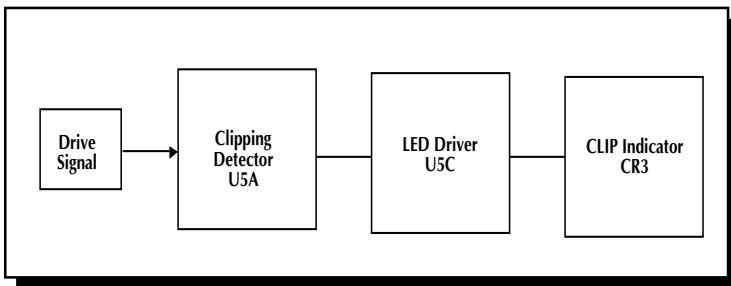 Drive
Signal
Clipping
Detector
U5A
LED Driver
U5C
CLIP Indicator
CR3